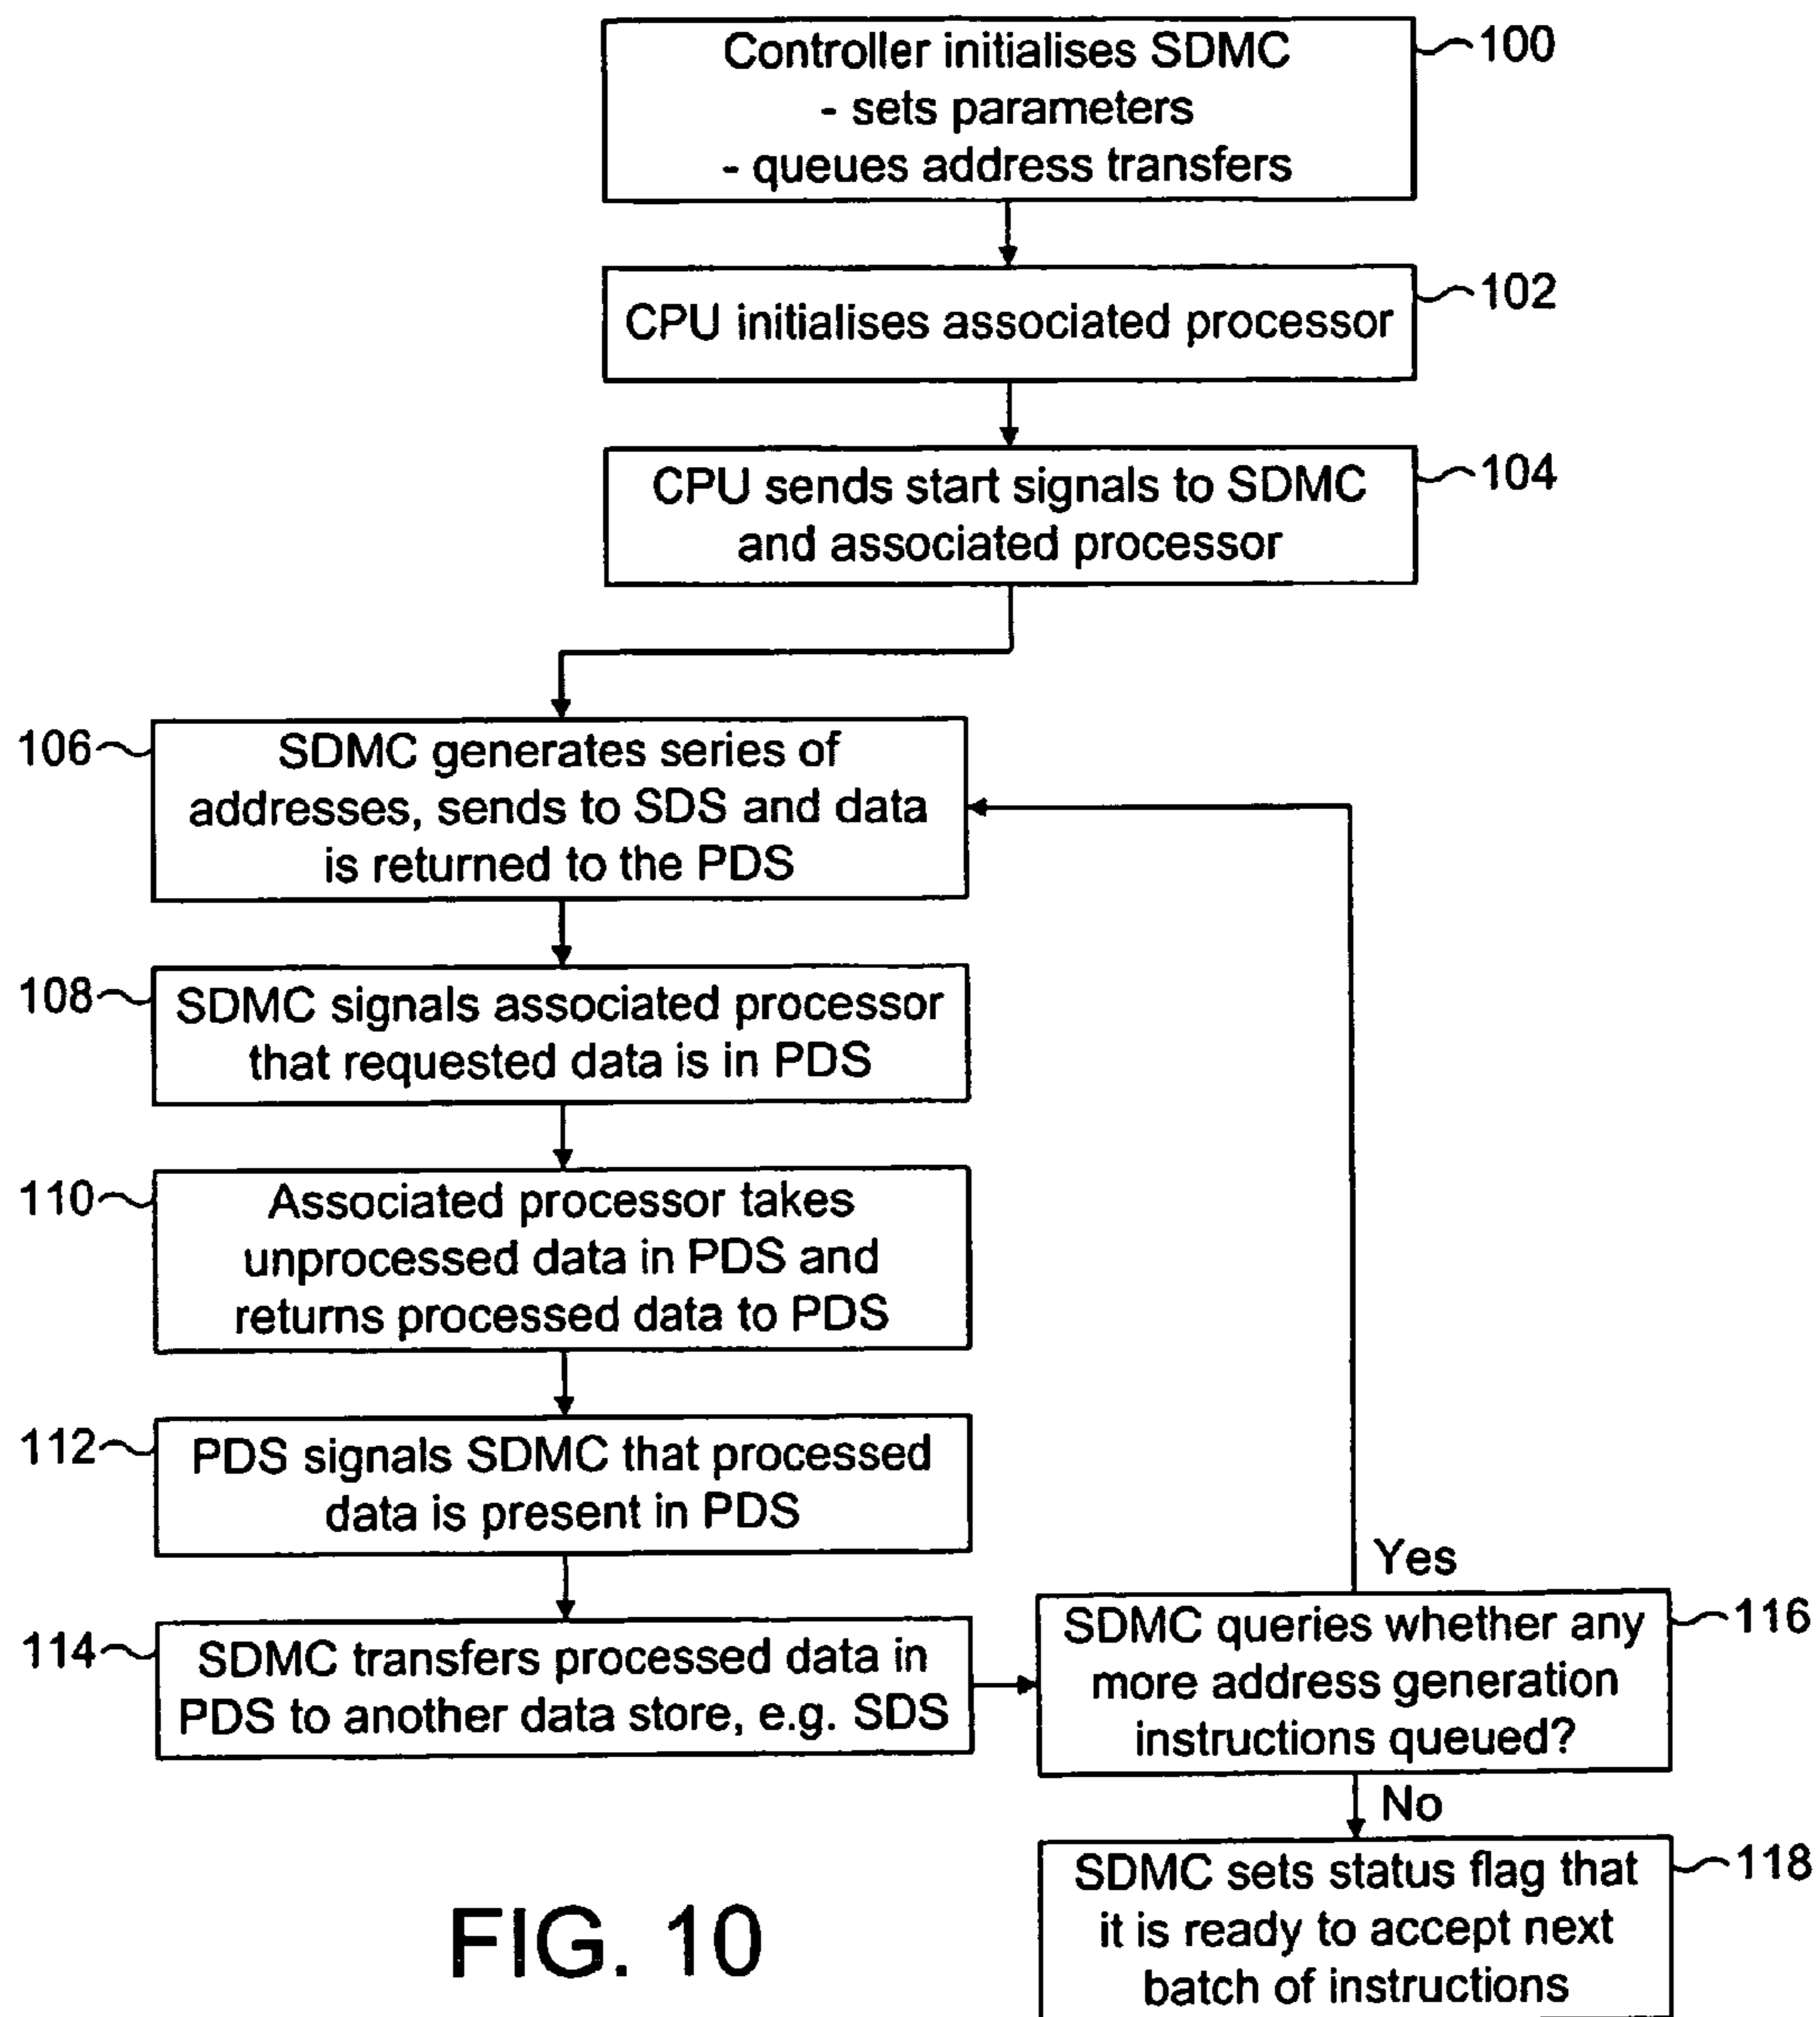 Controller initialises SDMC
- sets parameters
- queues address transfers
100
CPU initialises associated processor
102
CPU sends start signals to SDMC
and associated processor
104
106
SDMC generates series of
addresses, sends to SDS and data
is returned to the PDS
108
SDMC signals associated processor
that requested data is in PDS
110
Associated processor takes
unprocessed data in PDS and
returns processed data to PDS
112
PDS signals SDMC that processed
data is present in PDS
114
SDMC transfers processed data in
PDS to another data store, e.g. SDS
Yes
SDMC queries whether any
more address generation
instructions queued?
116
No
SDMC sets status flag that
it is ready to accept next
batch of instructions
118
FIG. 10